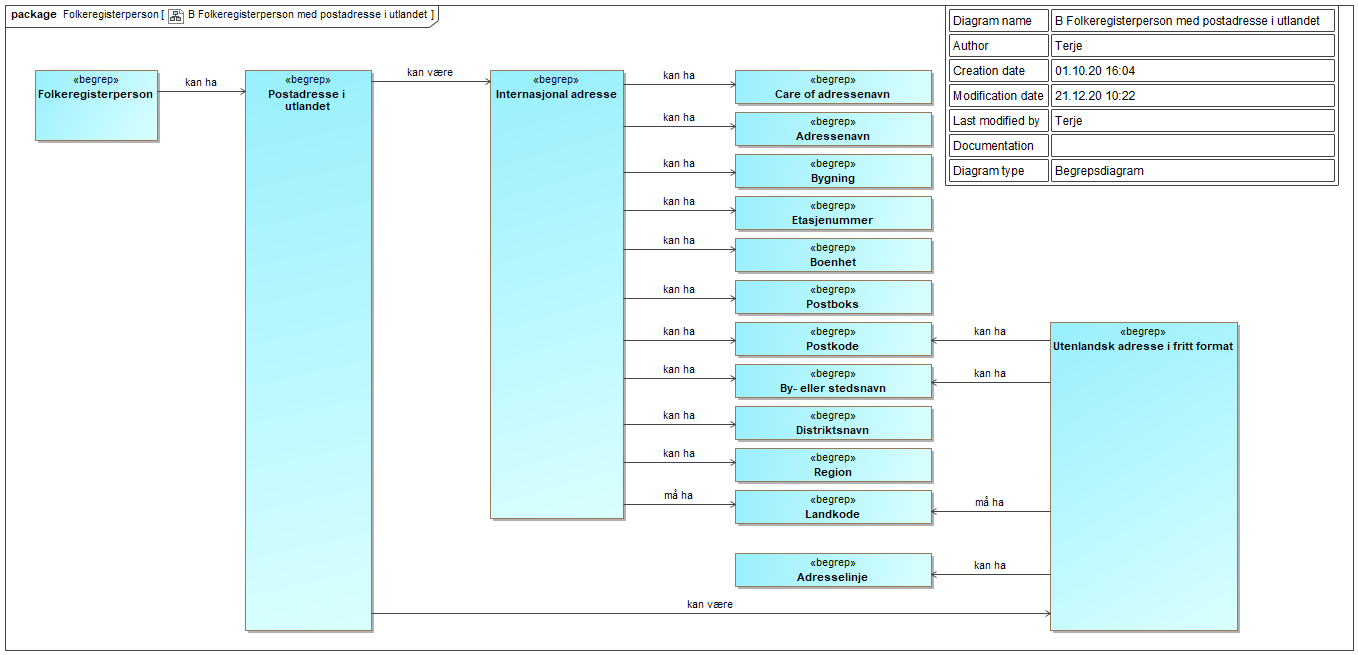 package Folkeregisterperson [ B Folkeregisterperson med postadresse i utlandet ]
Diagram name B Folkeregisterperson med postadresse i utlandet
Author Terje
Creation date 01.10.20 16:04
Modification date 21.12.20 10:22
Last modified by Terje
Documentation
Diagram type Begrepsdiagram
«begrep»
Folkeregisterperson
kan ha
«begrep»
Postadresse i
utlandet
kan være
«begrep»
Internasjonal adresse
kan ha
«begrep»
Care of adressenavn
kan ha
«begrep»
Adressenavn
kan ha
«begrep»
Bygning
kan ha
«begrep»
Etasjenummer
kan ha
«begrep»
Boenhet
kan ha
«begrep»
Postboks
kan ha
«begrep»
Postkode
kan ha
kan ha
«begrep»
By- eller stedsnavn
kan ha
kan ha
«begrep»
Distriktsnavn
kan ha
«begrep»
Region
må ha
«begrep»
Landkode
må ha
«begrep»
Adresselinje
kan ha
«begrep»
Utenlandsk adresse i fritt format
kan være